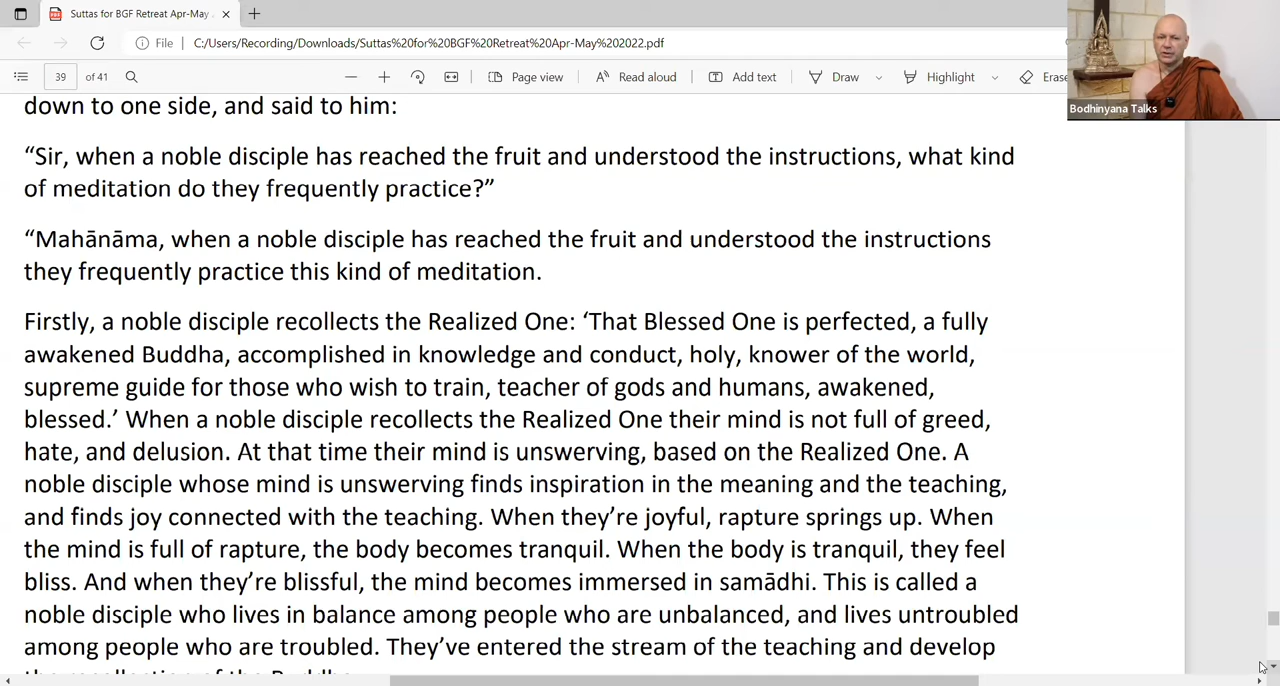 Suttas for BGF Retreat Apr-May
File C:/Users/Recording/Downloads/Suttas%20for%20BGF%20Retreat%20Apr-May%202022.pdf
39 of 41 Page view Read aloud Add text Draw Highlight
Bodhinyana Talks
down to one side, and said to him:
“Sir, when a noble disciple has reached the fruit and understood the instructions, what kind
of meditation do they frequently practice?”
“Mahānāma, when a noble disciple has reached the fruit and understood the instructions
they frequently practice this kind of meditation.
Firstly, a noble disciple recollects the Realized One: ‘That Blessed One is perfected, a fully
awakened Buddha, accomplished in knowledge and conduct, holy, knower of the world,
supreme guide for those who wish to train, teacher of gods and humans, awakened,
blessed.’ When a noble disciple recollects the Realized One their mind is not full of greed,
hate, and delusion. At that time their mind is unswerving, based on the Realized One. A
noble disciple whose mind is unswerving finds inspiration in the meaning and the teaching,
and finds joy connected with the teaching. When they’re joyful, rapture springs up. When
the mind is full of rapture, the body becomes tranquil. When the body is tranquil, they feel
bliss. And when they’re blissful, the mind becomes immersed in samādhi. This is called a
noble disciple who lives in balance among people who are unbalanced, and lives untroubled
among people who are troubled. They’ve entered the stream of the teaching and develop